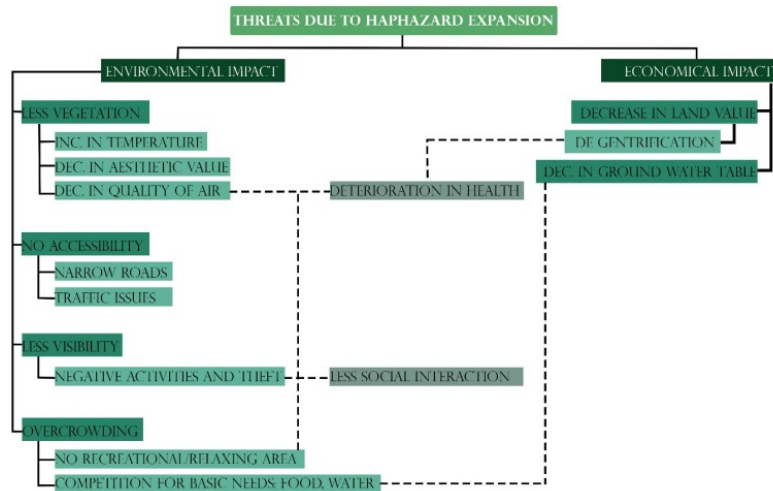 THREATS DUE TO HAPHAZARD EXPANSION
ENVIRONMENTAL IMPACT
ECONOMICAL IMPACT
LESS VEGETATION
DECREASE IN LAND VALUE
INC. IN TEMPERATURE
DE GENTRIFICATION
DEC. IN AESTHETIC VALUE
DEC. IN GROUND WATER TABLE
DEC. IN QUALITY OF AIR
DETERIORATION IN HEALTH
NO ACCESSIBILITY
NARROW ROADS
TRAFFIC ISSUES
LESS VISIBILITY
NEGATIVE ACTIVITIES AND THEFT
LESS SOCIAL INTERACTION
OVERCROWDING
NO RECREATIONAL/RELAXING AREA
COMPETITION FOR BASIC NEEDS: FOOD, WATER